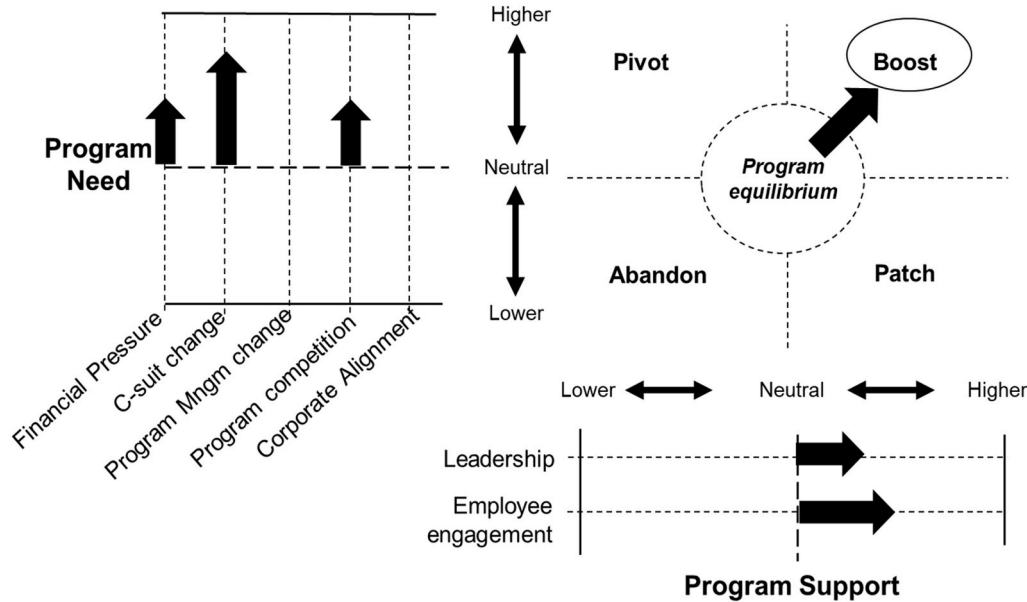 Program
Need
Financial Pressure
C-suit change
Program Mngm change
Program competition
Corporate Alignment
Higher
Neutral
Lower
Pivot
Boost
Program
equilibrium
Abandon
Patch
Lower
Neutral
Higher
Leadership
Employee
engagement
Program Support